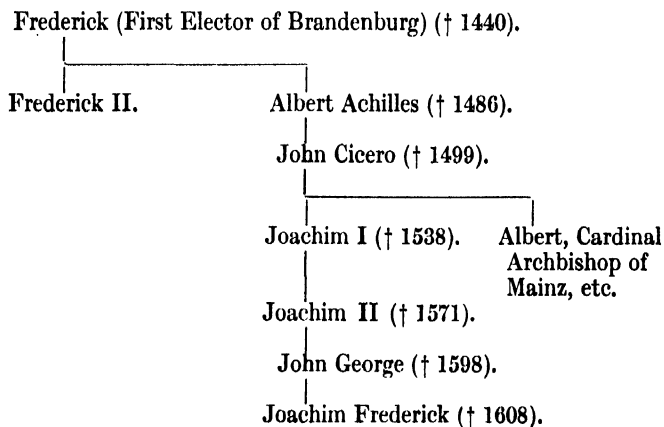 Frederick (First Elector of Brandenburg) († 1440).
Frederick II.
Albert Achilles († 1486).
John Cicero († 1499).
Joachim I († 1538).
Albert, Cardinal
Archbishop of
Mainz, etc.
Joachim II († 1571).
John George († 1598).
Joachim Frederick († 1608).